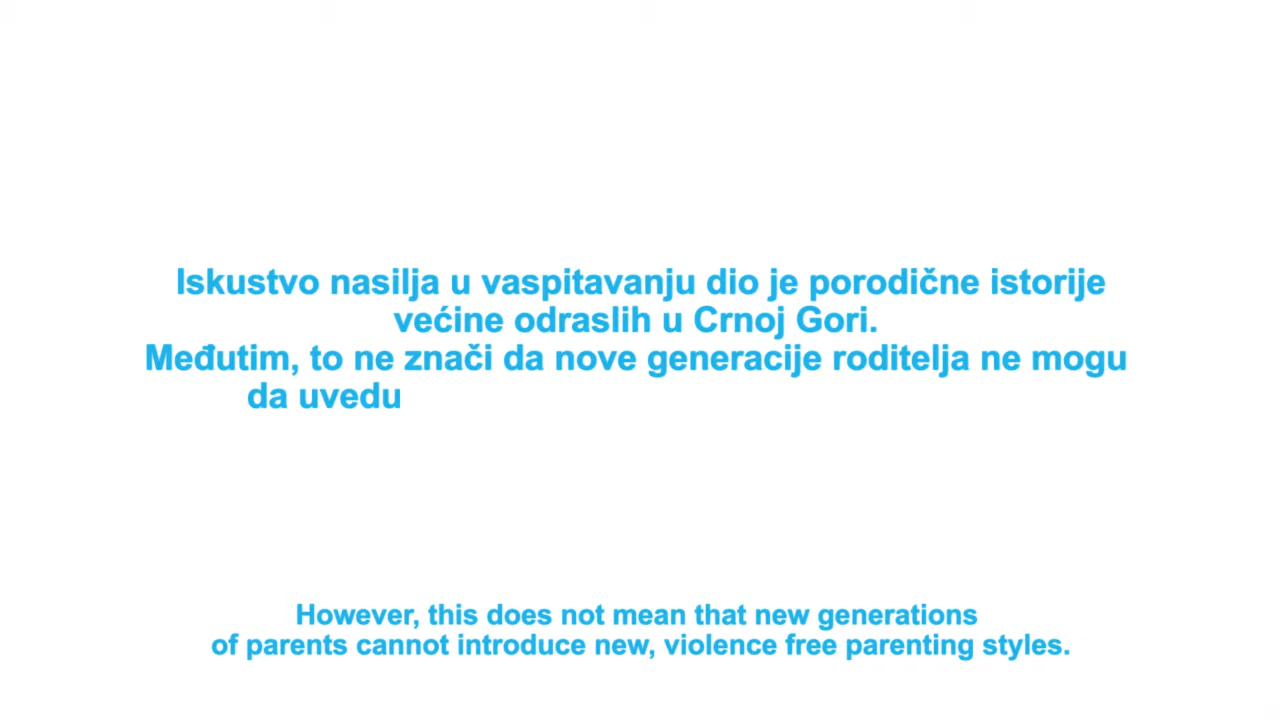 Iskustvo nasilja u vaspitavanju dio je porodične istorije
većine odraslih u Crnoj Gori.
Međutim, to ne znači da nove generacije roditelja ne mogu
da uvedu
However, this does not mean that new generations
of parents cannot introduce new, violence free parenting styles.